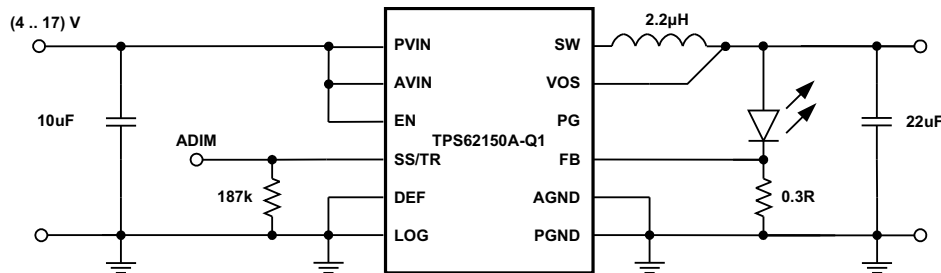 (4 .. 17) V
2.2µH
PVIN
SW
AVIN
VOS
10uF
EN
PG
22uF
TPS62150A-Q1
ADIM
SS/TR
FB
187k
DEF
AGND
0.3R
LOG
PGND